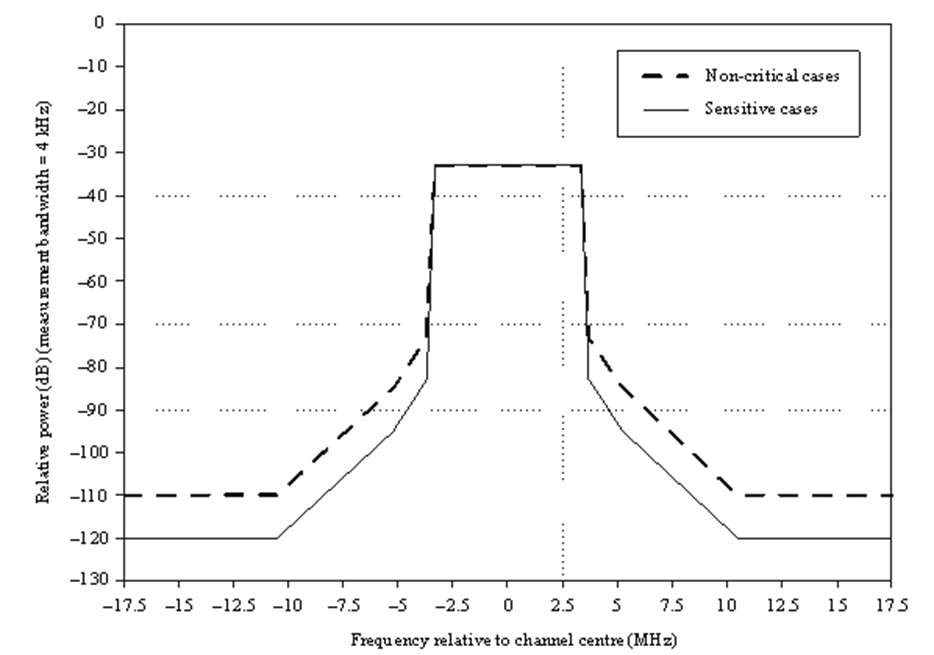 0
–10
–20
–30
–40
–50
–60
–70
–80
–90
–100
–110
–120
–130
Relative power (dB) (measurement bandwidth = 4 kHz)
Non-critical cases
Sensitive cases
–17.5 –15 –12.5 –10 –7.5 –5 –2.5 0 2.5 5 7.5 10 12.5 15 17.5
Frequency relative to channel centre (MHz)